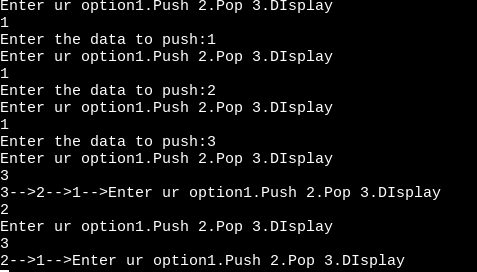 Enter ur option1.Push 2.Pop 3.DIsplay
1
Enter the data to push:1
Enter ur option1.Push 2.Pop 3.DIsplay
1
Enter the data to push:2
Enter ur option1.Push 2.Pop 3.DIsplay
1
Enter the data to push:3
Enter ur option1.Push 2.Pop 3.DIsplay
3
3-->2-->1-->Enter ur option1.Push 2.Pop 3.DIsplay
2
Enter ur option1.Push 2.Pop 3.DIsplay
3
2-->1-->Enter ur option1.Push 2.Pop 3.DIsplay